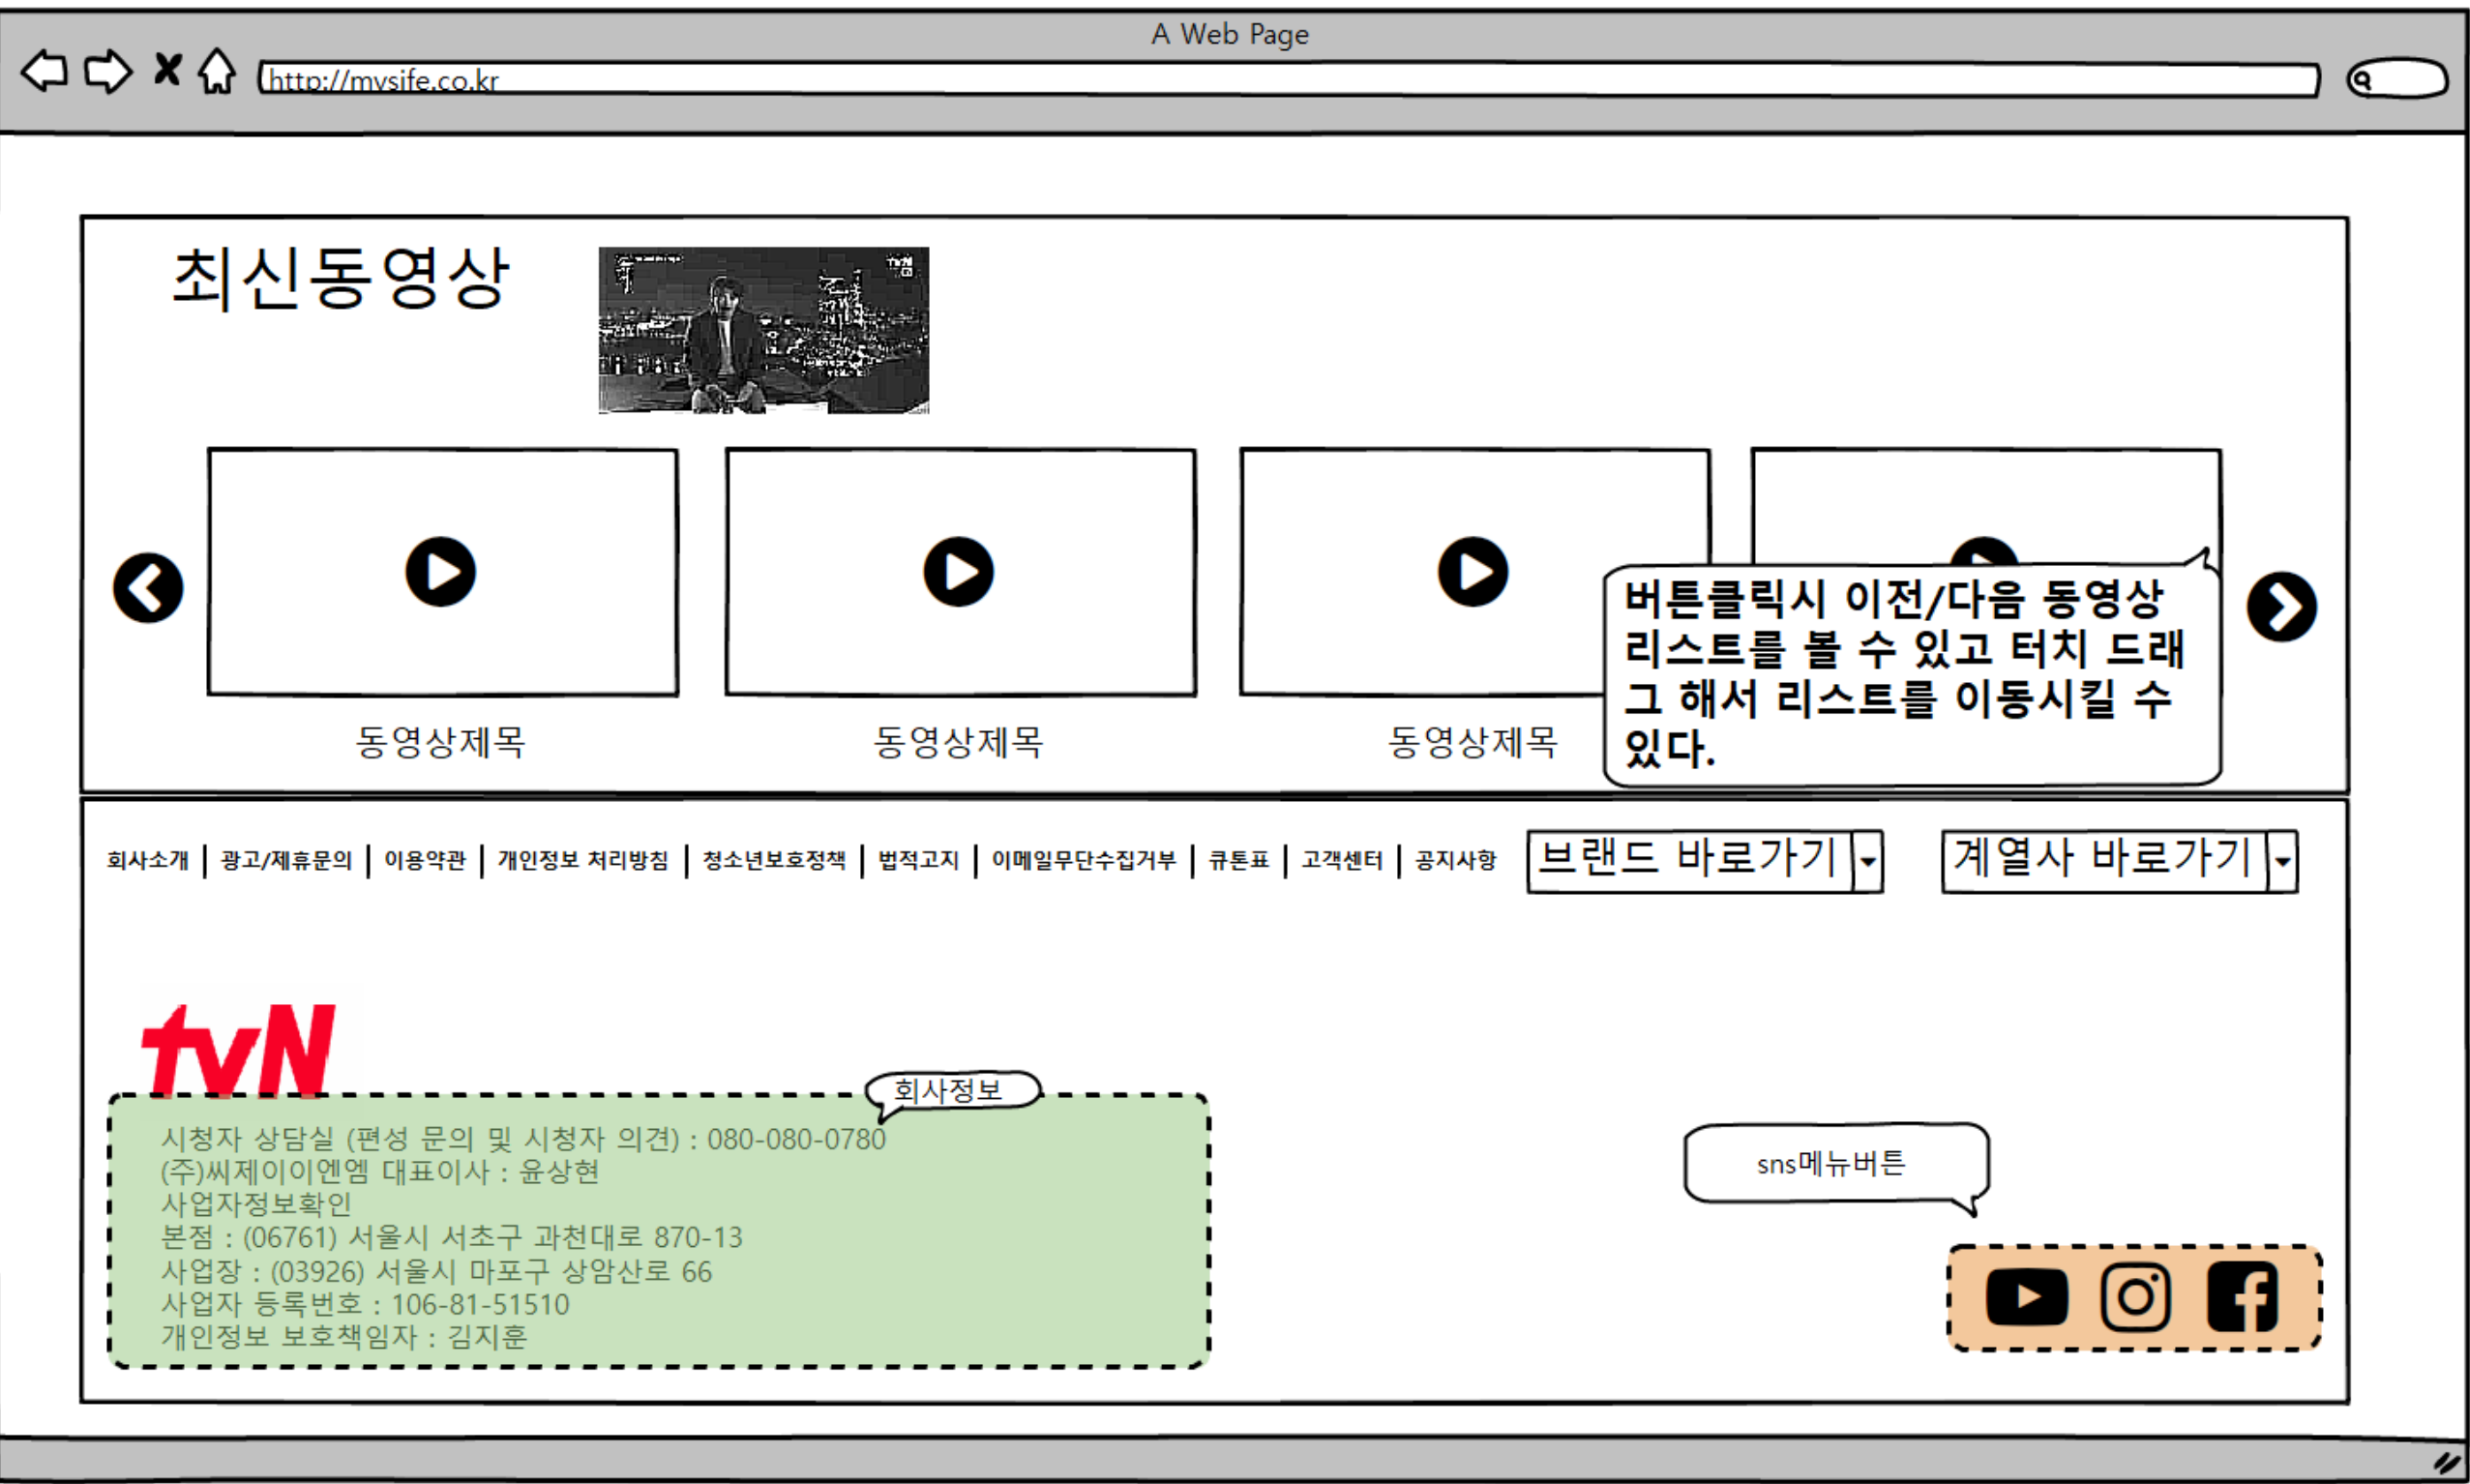 A Web Page
http://mysife.co.kr
최신동영상
버튼클릭시 이전/다음 동영상
리스트를 볼 수 있고 터치 드래
그 해서 리스트를 이동시킬 수
있다.
동영상제목
동영상제목
동영상제목
회사소개 | 광고/제휴문의 | 이용약관 | 개인정보 처리방침 | 청소년보호정책 | 법적고지 | 이메일무단수집거부 | 큐톤표 | 고객센터 | 공지사항
브랜드 바로가기
계열사 바로가기
tvN
회사정보
시청자 상담실 (편성 문의 및 시청자 의견) : 080-080-0780
(주)씨제이이엔엠 대표이사 : 윤상현
사업자정보확인
본점 : (06761) 서울시 서초구 과천대로 870-13
사업장 : (03926) 서울시 마포구 상암산로 66
사업자 등록번호 : 106-81-51510
개인정보 보호책임자 : 김지훈
sns메뉴버튼